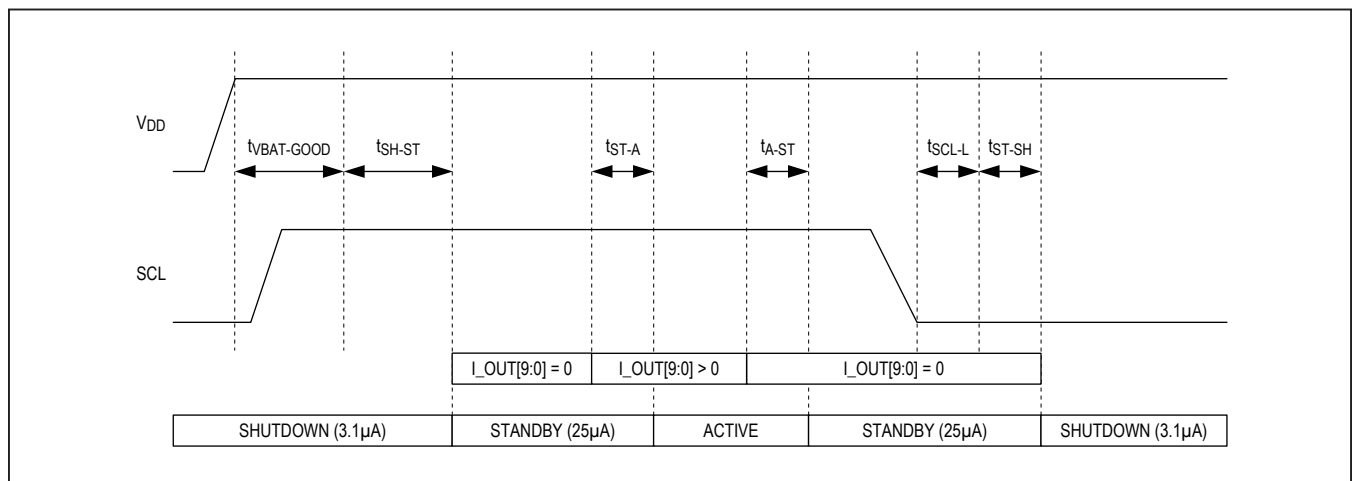 VDD
tVBAT-GOOD
tSH-ST
tST-A
tA-ST
tSCL-L
tST-SH
SCL
I_OUT[9:0] = 0
I_OUT[9:0] > 0
I_OUT[9:0] = 0
SHUTDOWN (3.1µA)
STANDBY (25µA)
ACTIVE
STANDBY (25µA)
SHUTDOWN (3.1µA)